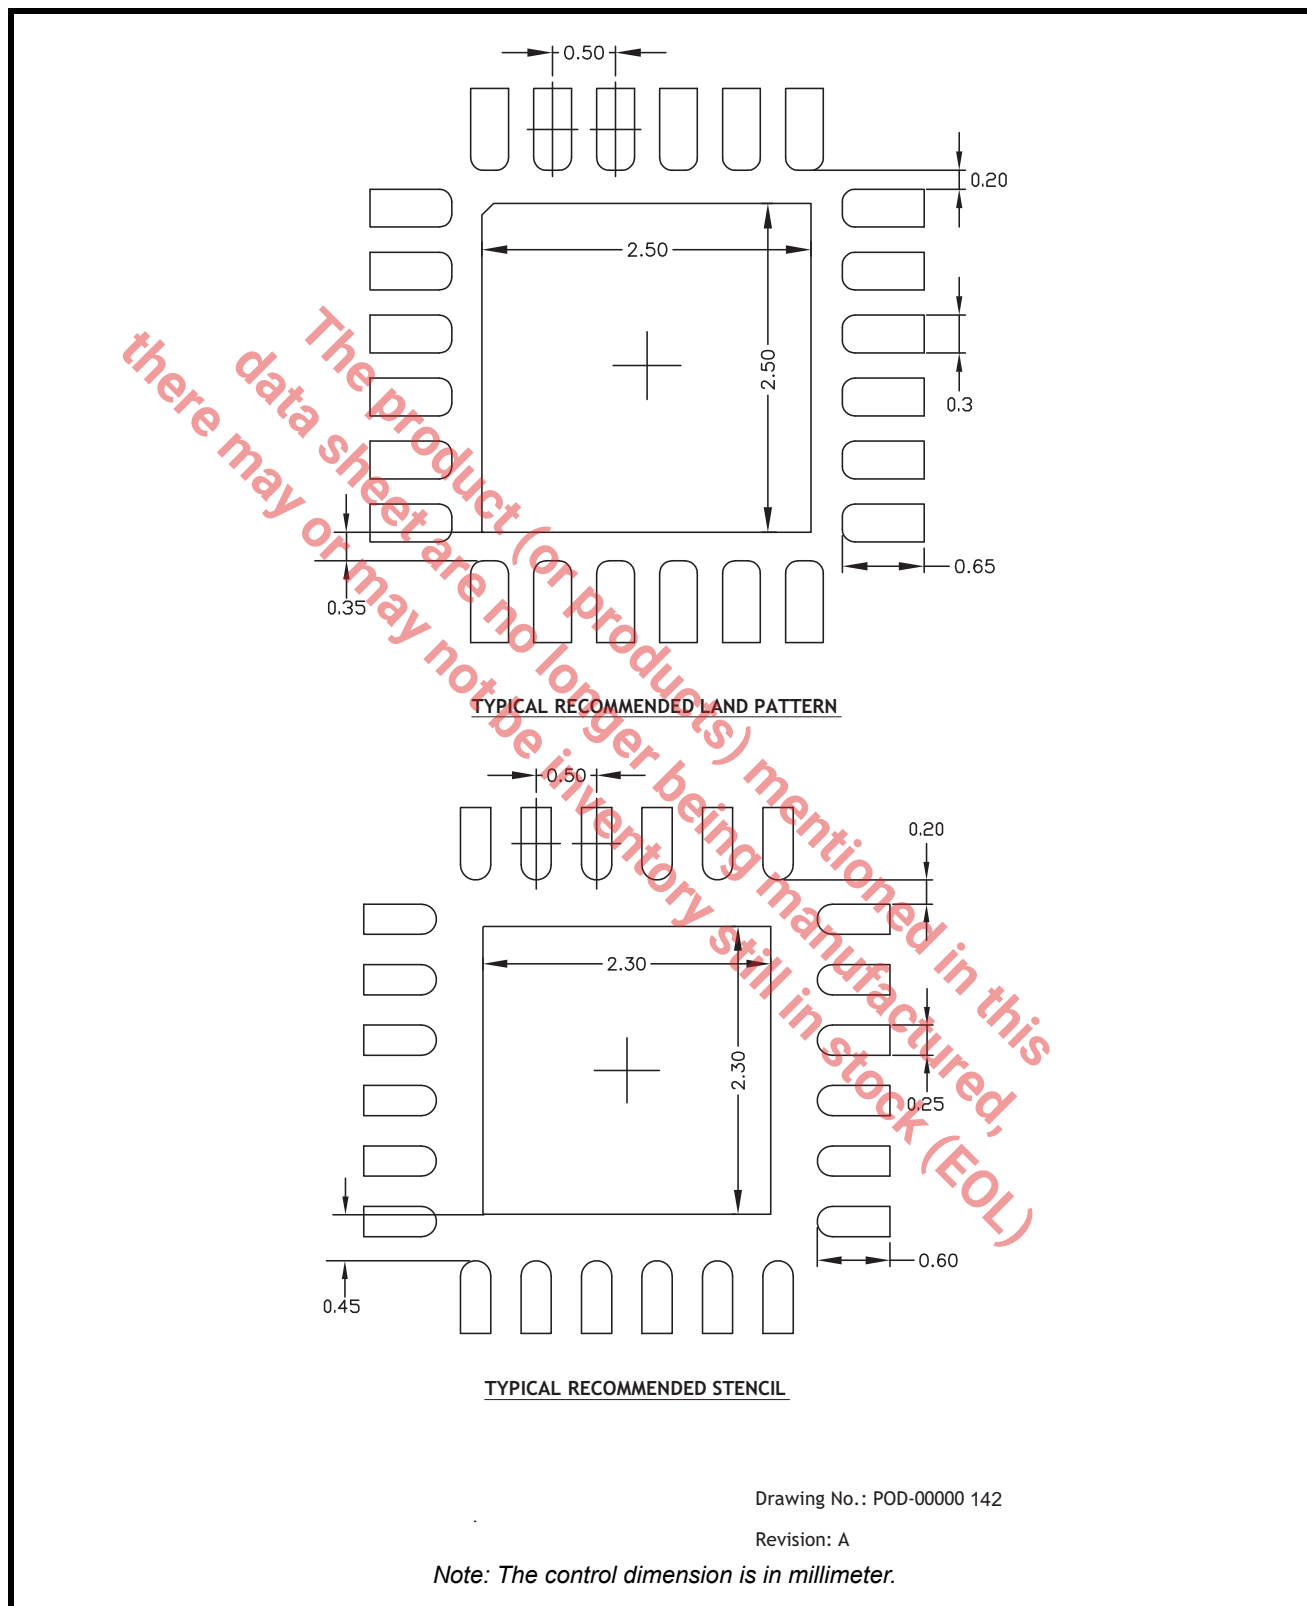 0.50
0.20
2.50
2.50
0.3
0.65
0.35
TYPICAL RECOMMENDED LAND PATTERN
The product (or products) mentioned in this
data sheet are no longer being manufactured,
there may or may not be inventory still in stock (EOL)
0.50
0.20
2.30
2.30
0.25
0.60
0.45
TYPICAL RECOMMENDED STENCIL
Drawing No.: POD-00000 142
Revision: A
Note: The control dimension is in millimeter.